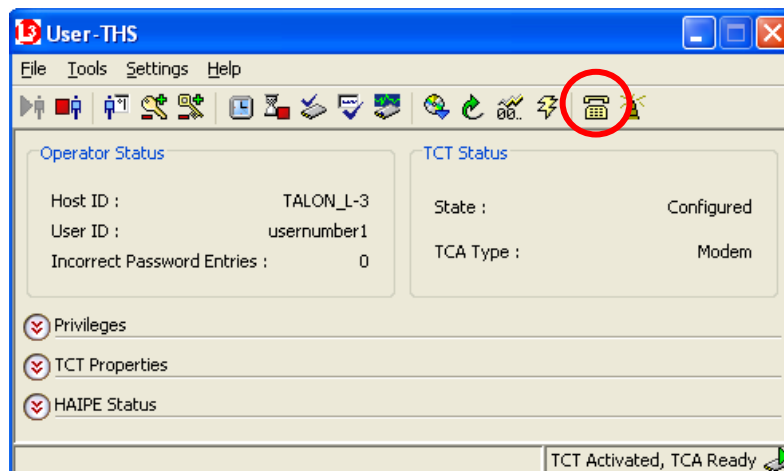 L3 User-THS
File Tools Settings Help
Operator Status
Host ID : TALON_L-3
User ID : usernumber1
Incorrect Password Entries : 0
TCT Status
State : Configured
TCA Type : Modem
Privileges
TCT Properties
HAIPE Status
TCT Activated, TCA Ready